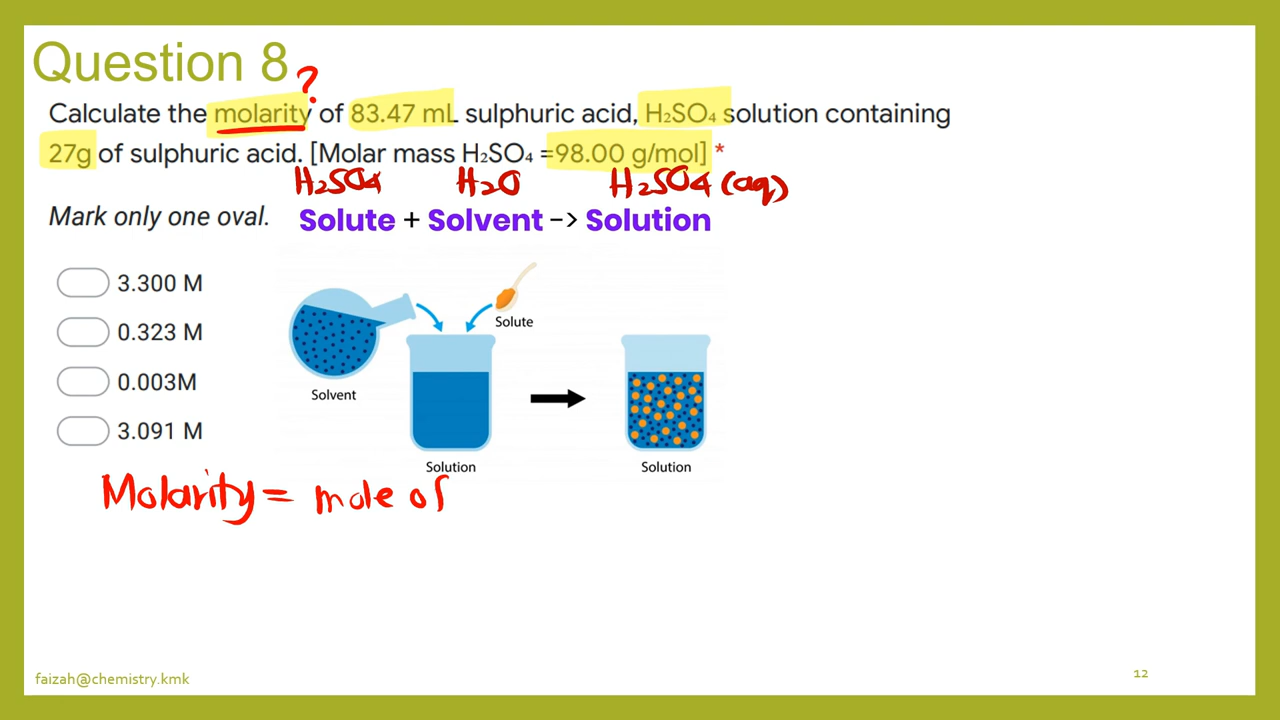 Question 8
?
Calculate the molarity of 83.47 mL sulphuric acid, H₂SO₄ solution containing
27g of sulphuric acid. [Molar mass H₂SO₄ =98.00 g/mol] *
H₂SO₄ H₂O H₂SO₄ (aq)
Mark only one oval. Solute + Solvent -> Solution
3.300 M
0.323 M
0.003M
3.091 M
Solute
Solvent
Solution
Solution
Molarity = mole of
faizah@chemistry.kmk
12